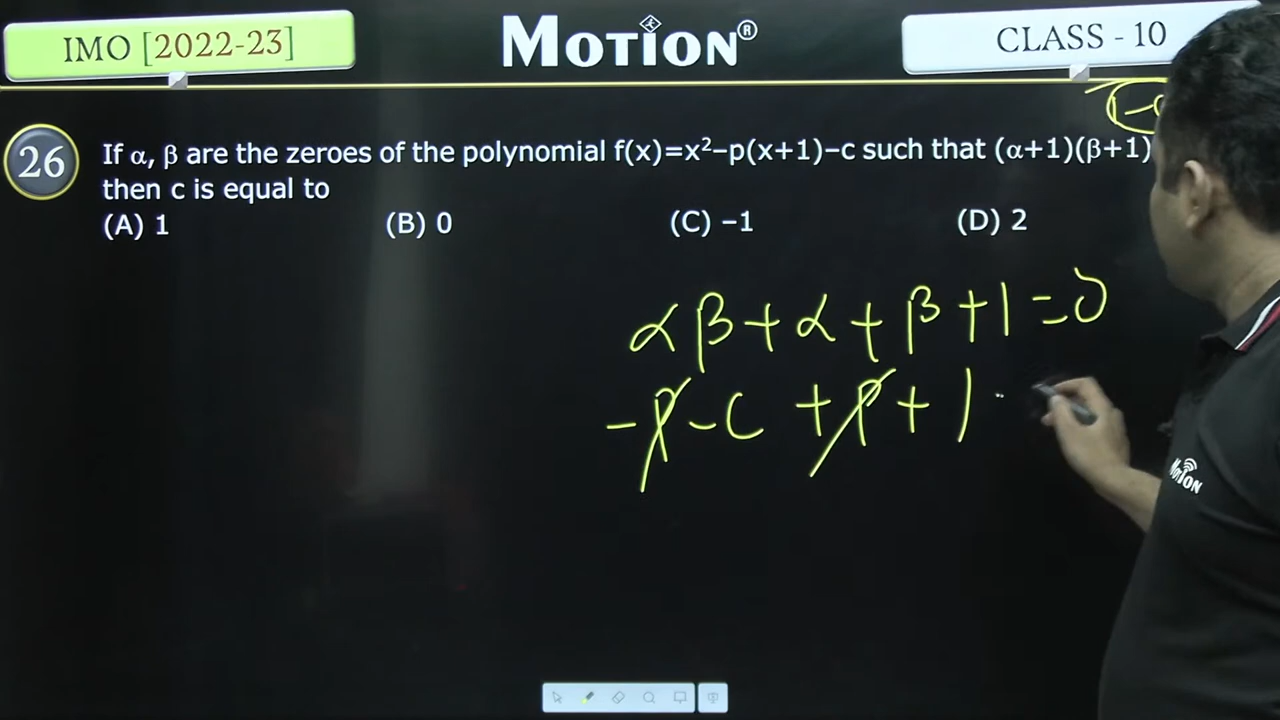 IMO [2022-23]
MOTION®
CLASS - 10
26
If α, β are the zeroes of the polynomial f(x)=x²–p(x+1)–c such that (α+1)(β+1)
then c is equal to
(A) 1
(B) 0
(C) –1
(D) 2
αβ+α+β+1=0
-p-c +p+1
MOTION